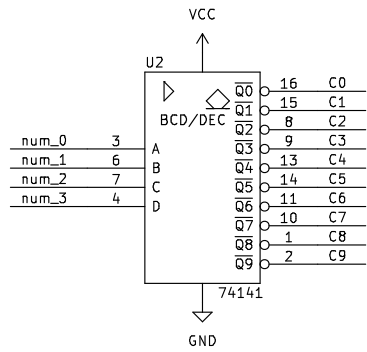 VCC
U2
BCD/DEC
Q0 16 C0
Q1 15 C1
Q2 8 C2
num_0 3 A Q3 9 C3
num_1 6 B Q4 13 C4
num_2 7 C Q5 14 C5
num_3 4 D Q6 11 C6
Q7 10 C7
Q8 1 C8
Q9 2 C9
74141
GND